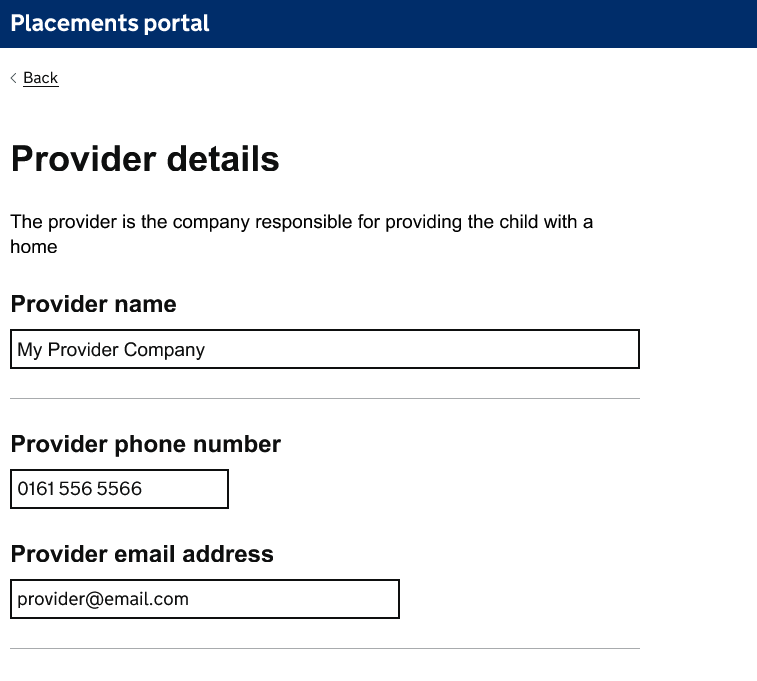 Placements portal
Back
Provider details
The provider is the company responsible for providing the child with a
home
Provider name
My Provider Company
Provider phone number
0161 556 5566
Provider email address
provider@email.com